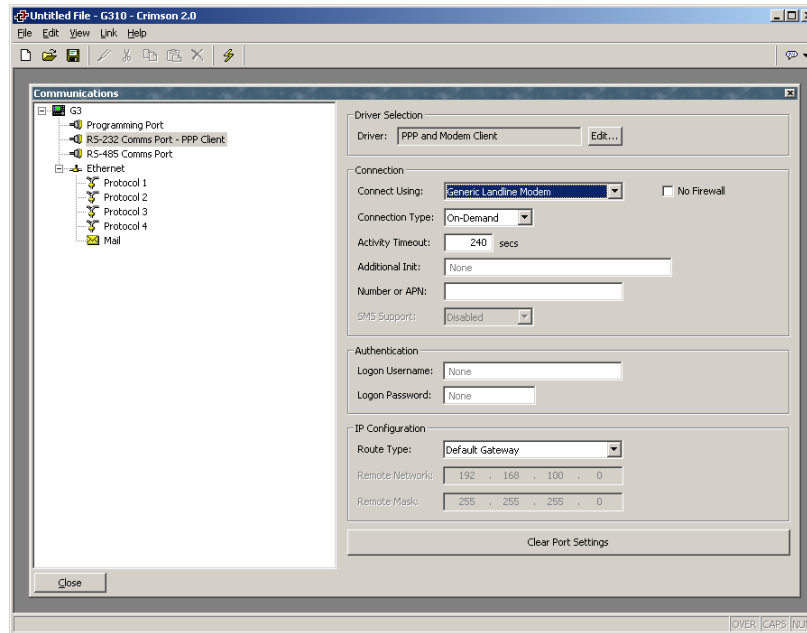 Untitled File - G310 - Crimson 2.0
File Edit View Link Help
Communications
G3
Programming Port
RS-232 Comms Port - PPP Client
RS-485 Comms Port
Ethernet
Protocol 1
Protocol 2
Protocol 3
Protocol 4
Mail
Close
Driver Selection
Driver: PPP and Modem Client Edit...
Connection
Connect Using: Generic Landline Modem No Firewall
Connection Type: On-Demand
Activity Timeout: 240 secs
Additional Init: None
Number or APN:
SMS Support: Disabled
Authentication
Logon Username: None
Logon Password: None
IP Configuration
Route Type: Default Gateway
Remote Network: 192 . 168 . 100 . 0
Remote Mask: 255 . 255 . 255 . 0
Clear Port Settings
OVER CAPS NU